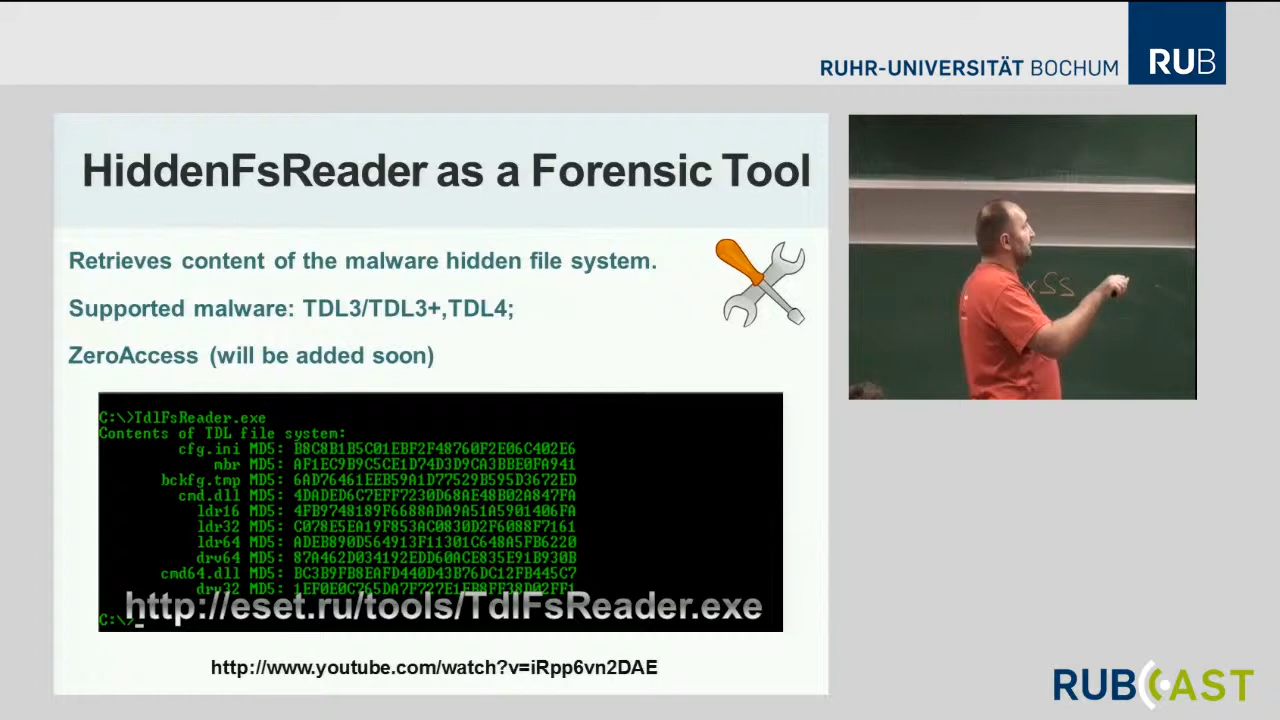 RUHR-UNIVERSITÄT BOCHUM RUB
HiddenFsReader as a Forensic Tool
Retrieves content of the malware hidden file system.
Supported malware: TDL3/TDL3+,TDL4;
ZeroAccess (will be added soon)
C:\>TdlFsReader.exe
Contents of TDL file system:
cfg.ini MD5: B8C8B1B5C01EBF2F48760F2E06C402E6
mbr MD5: AF1EC9B9C5CE1D74D3D9CA3BBE0FA941
bckfg.tmp MD5: 6AD76461EEB59A1D77529B595D3672ED
cmd.dll MD5: 4DADED6C7EFF7230D68AE48B02A847FA
ldr16 MD5: 4FB9748189F6688ADA9A51A5901406FA
ldr32 MD5: C078E5EA19F853AC0830D2F6088F7161
ldr64 MD5: ADEB890D564913F11301C648A5FB6220
drv64 MD5: 87A462D034192EDD60ACE835E91B930B
cmd64.dll MD5: BC3B9FB8EAFD440D43B76DC12FB445C7
drv32 MD5: 1EF0E0C765DA7F727E1EB8FF38D02FF1
http://eset.ru/tools/TdlFsReader.exe
C:\>_
http://www.youtube.com/watch?v=iRpp6vn2DAE
RUBCAST